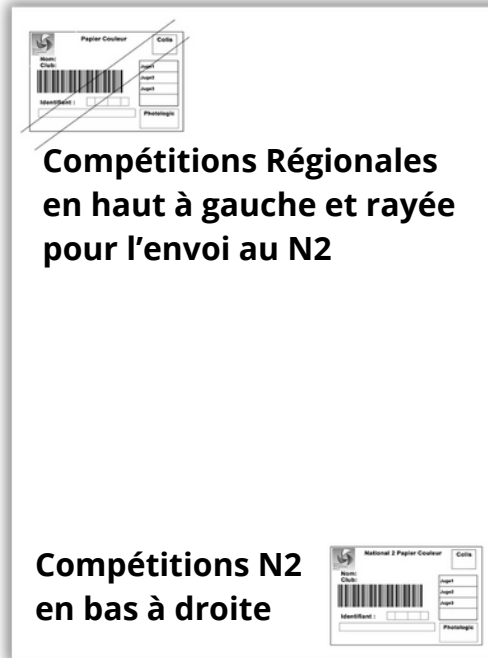 Papier Couleur
Colis
Nom:
Club:
Juge1
Juge2
Juge3
Identifiant :
Photologic
Compétitions Régionales
en haut à gauche et rayée
pour l’envoi au N2
Compétitions N2
en bas à droite
National 2 Papier Couleur
Colis
Nom:
Club:
Juge1
Juge2
Juge3
Identifiant :
Photologic